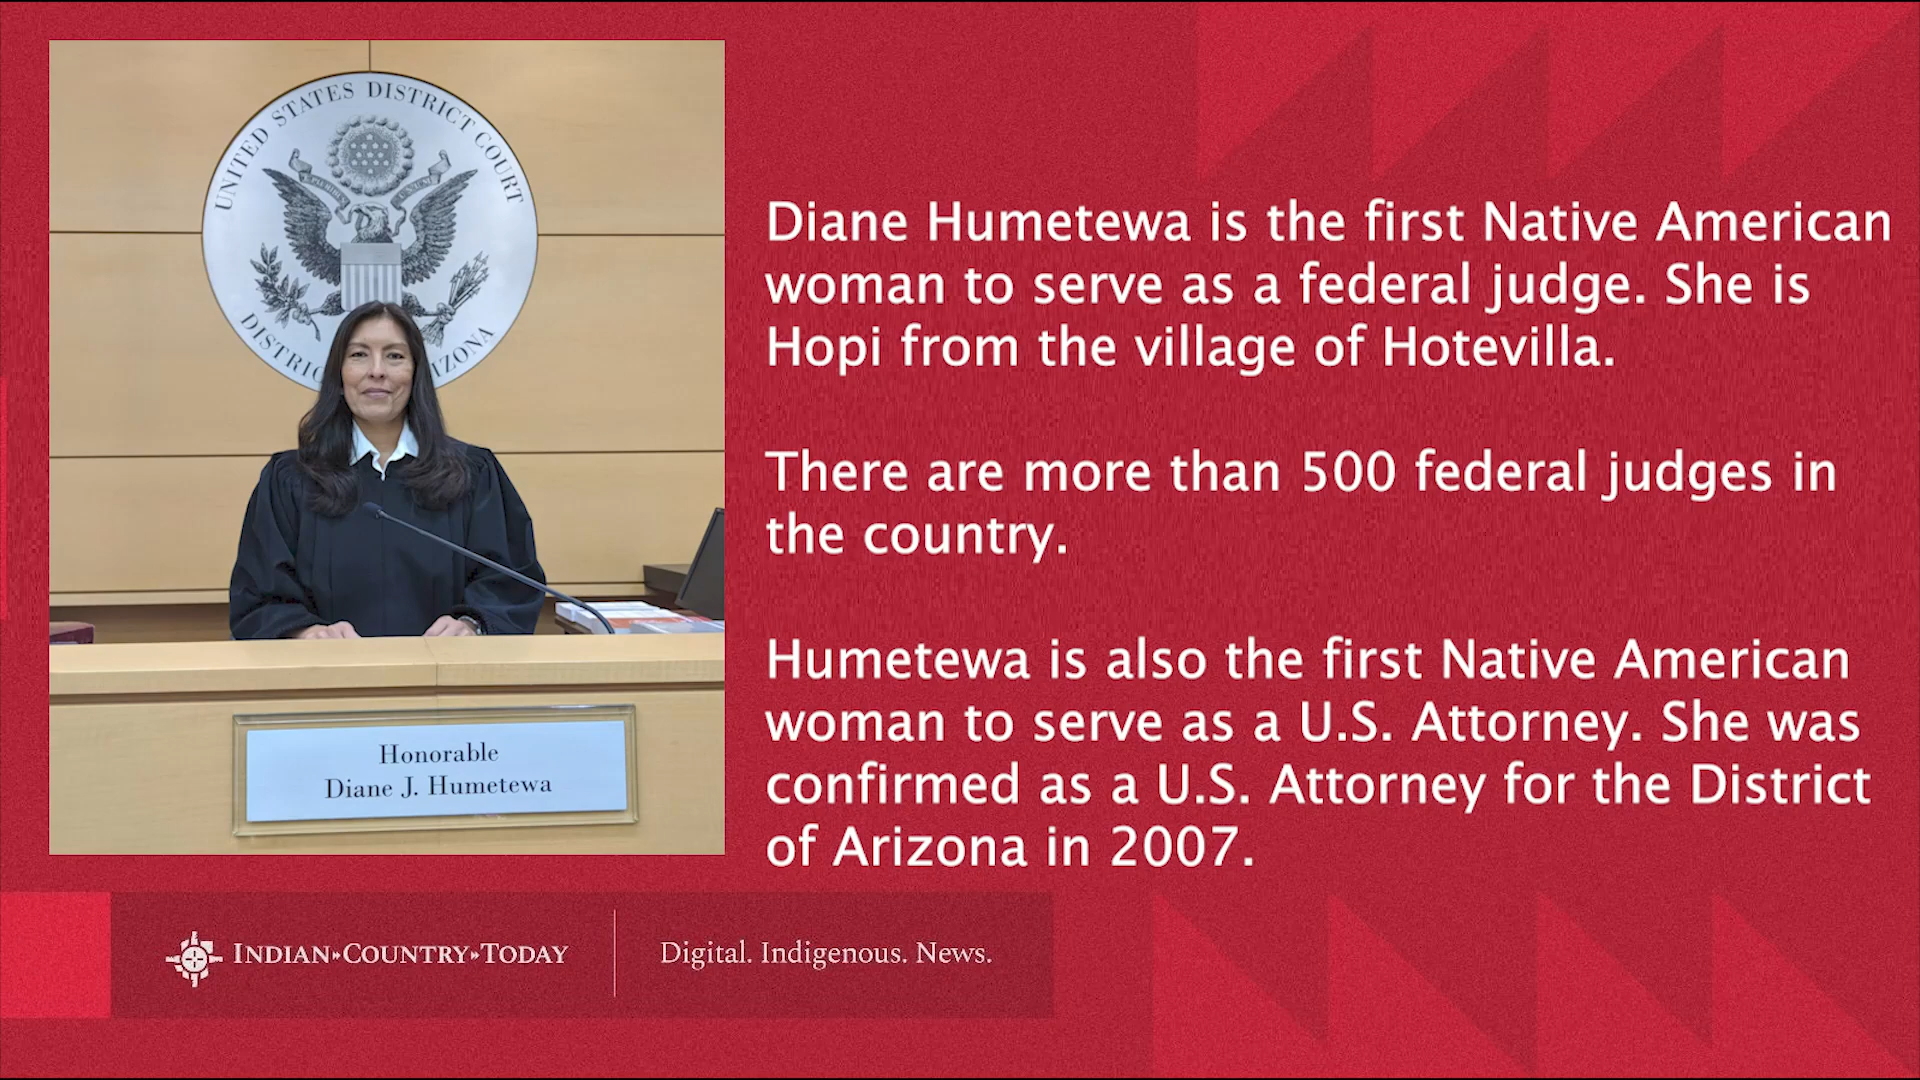 UNITED STATES DISTRICT COURT
DISTRIC
IZONA
Honorable
Diane J. Humetewa
Diane Humetewa is the first Native American
woman to serve as a federal judge. She is
Hopi from the village of Hotevilla.
There are more than 500 federal judges in
the country.
Humetewa is also the first Native American
woman to serve as a U.S. Attorney. She was
confirmed as a U.S. Attorney for the District
of Arizona in 2007.
INDIAN COUNTRY TODAY
Digital. Indigenous. News.